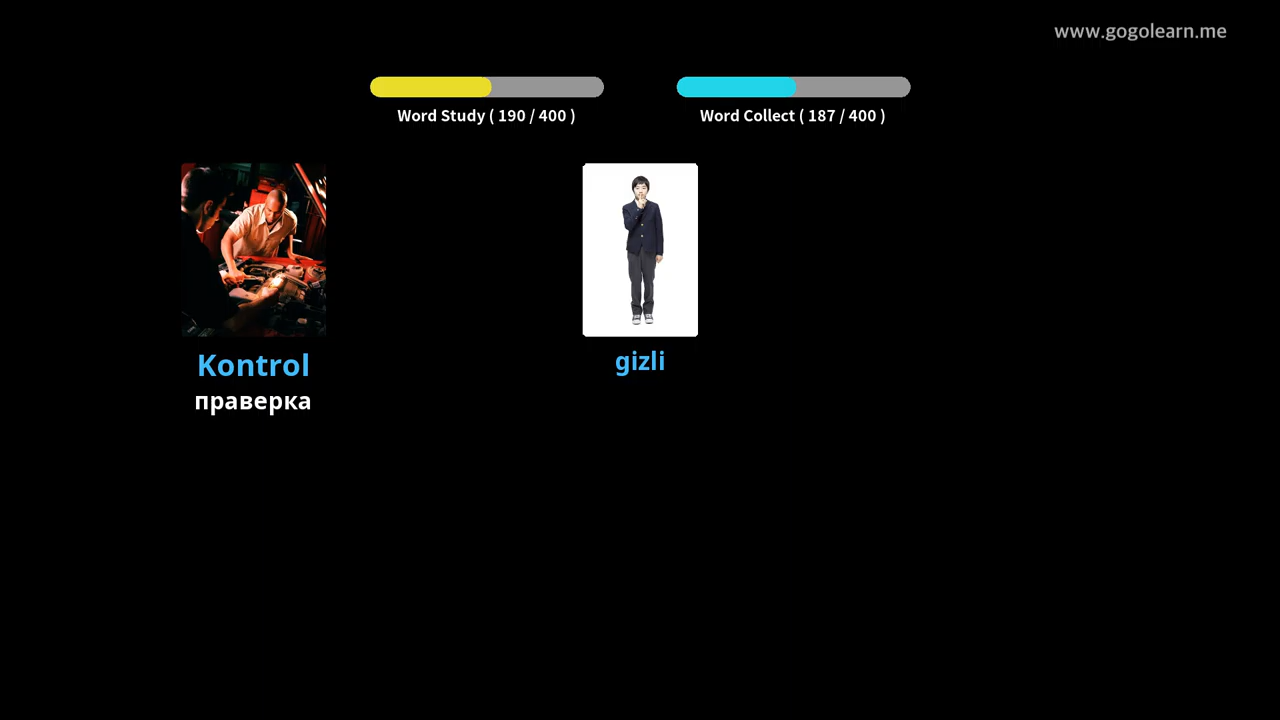 www.gogolearn.me
Word Study ( 190 / 400 )
Word Collect ( 187 / 400 )
Kontrol
праверка
gizli